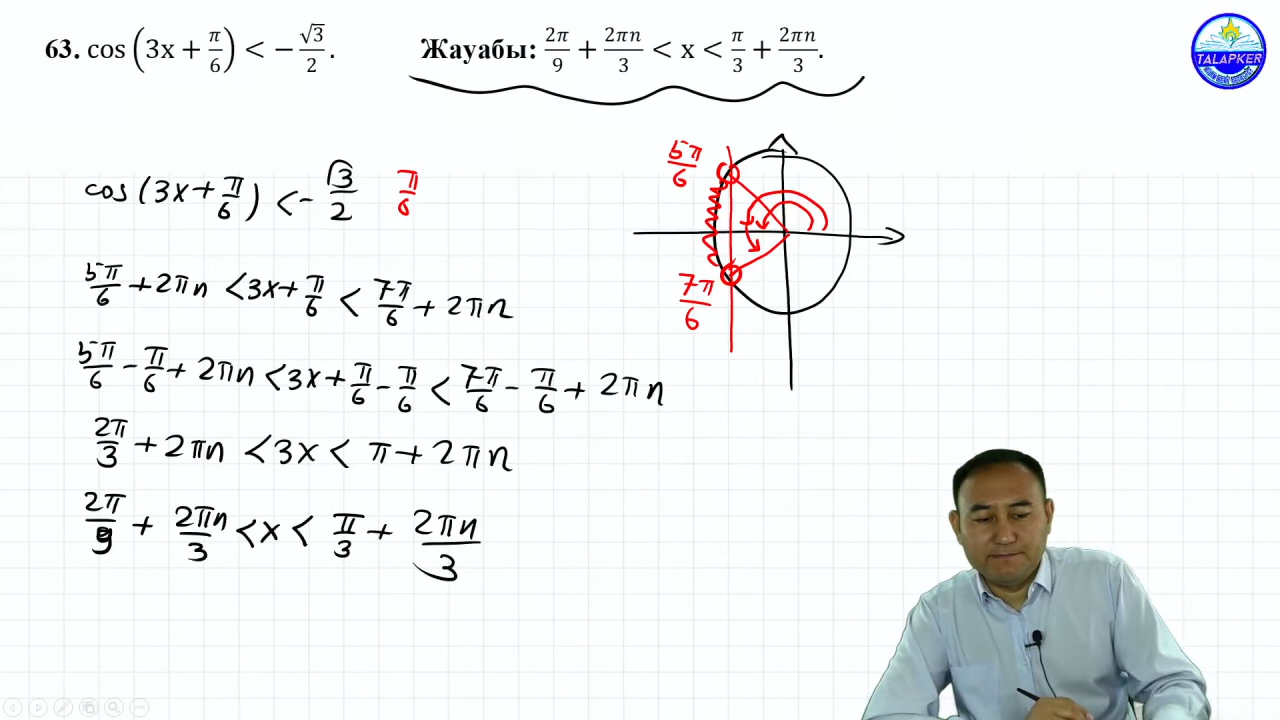 63. cos(3x + π/6) < −√3/2. Жауабы: 2π/9 + 2πn/3 < x < π/3 + 2πn/3.
TALAPKER
cos(3x + π/6) < −√3/2 π/6
5π/6 + 2πn < 3x + π/6 < 7π/6 + 2πn
5π/6 − π/6 + 2πn < 3x + π/6 − π/6 < 7π/6 − π/6 + 2πn
2π/3 + 2πn < 3x < π + 2πn
2π/9 + 2πn/3 < x < π/3 + 2πn/3
5π/6
7π/6